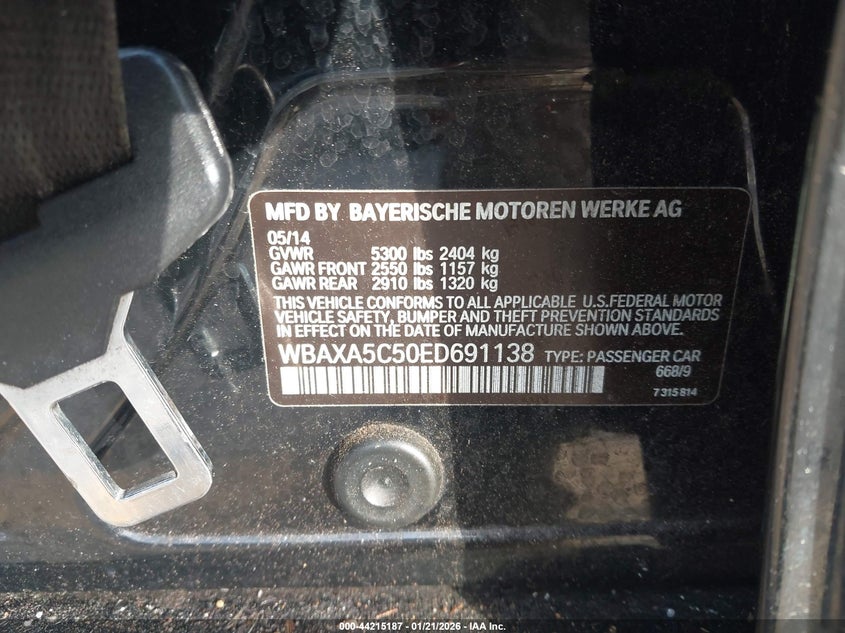 MFD BY BAYERISCHE MOTOREN WERKE AG
05/14
GVWR 5300 lbs 2404 kg
GAWR FRONT 2550 lbs 1157 kg
GAWR REAR 2910 lbs 1320 kg
THIS VEHICLE CONFORMS TO ALL APPLICABLE U.S.FEDERAL MOTOR
VEHICLE SAFETY, BUMPER AND THEFT PREVENTION STANDARDS
IN EFFECT ON THE DATE OF MANUFACTURE SHOWN ABOVE.
WBAXA5C50ED691138 TYPE: PASSENGER CAR
668/9
7 315 814
000-44215187 - 01/21/2026 - IAA Inc.